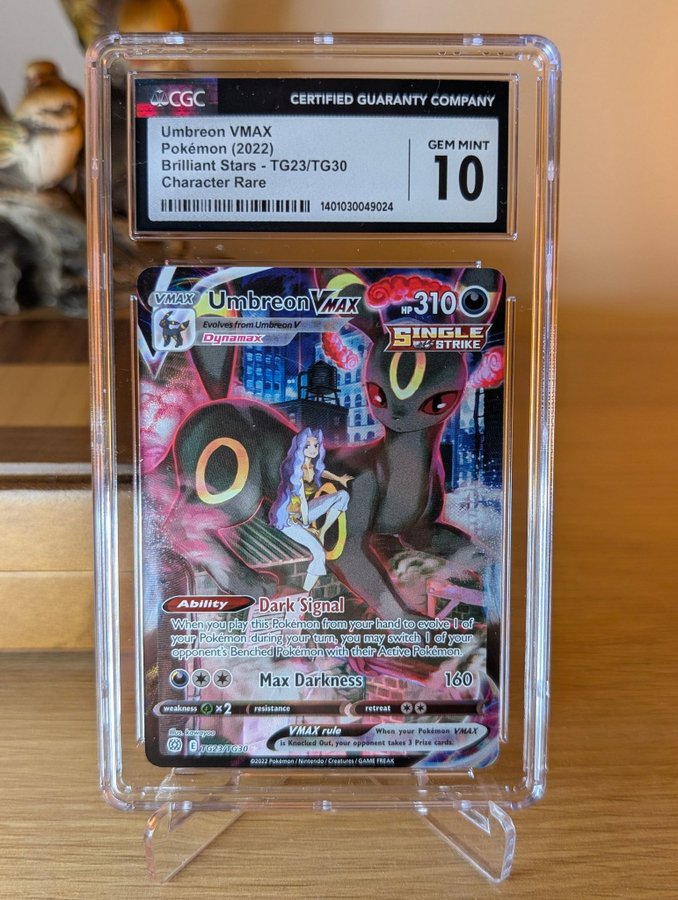 CGC
CERTIFIED GUARANTY COMPANY
Umbreon VMAX
Pokémon (2022)
Brilliant Stars - TG23/TG30
Character Rare
GEM MINT
10
1401030049024
VMAX
Umbreon VMAX
HP 310
Evolves from Umbreon V
Dynamax
SINGLE
STRIKE
Ability Dark Signal
When you play this Pokémon from your hand to evolve 1 of
your Pokémon during your turn, you may switch 1 of your
opponent's Benched Pokémon with their Active Pokémon.
Max Darkness 160
weakness ×2 resistance retreat
Illus. kawayoo
VMAX rule When your Pokémon VMAX
is Knocked Out, your opponent takes 3 Prize cards.
E TG23/TG30
©2022 Pokémon / Nintendo / Creatures / GAME FREAK